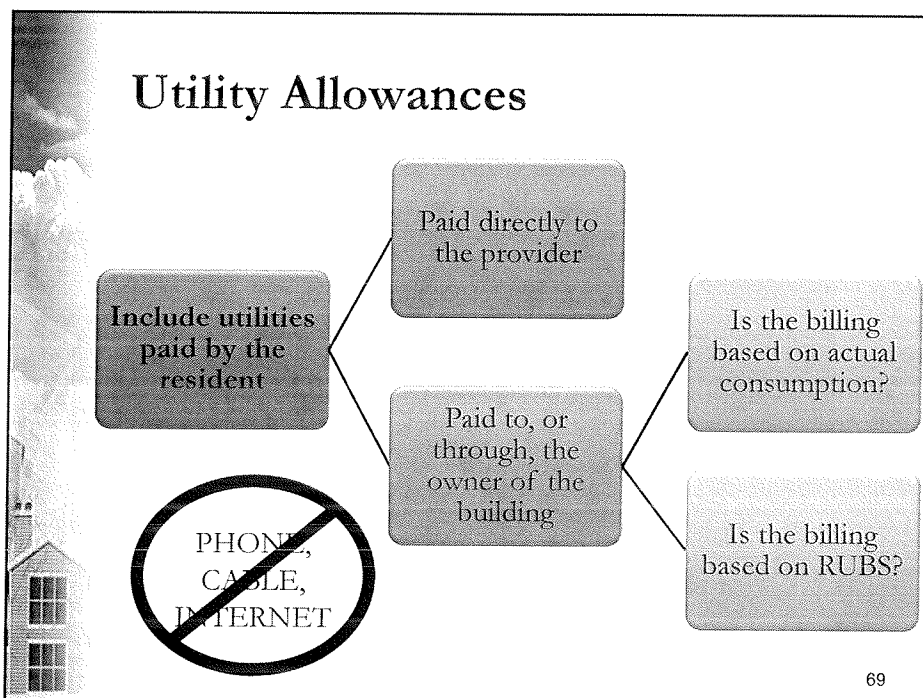 Utility Allowances
Include utilities
paid by the
resident
Paid directly to
the provider
Paid to, or
through, the
owner of the
building
Is the billing
based on actual
consumption?
Is the billing
based on RUBS?
PHONE,
CABLE,
INTERNET
69